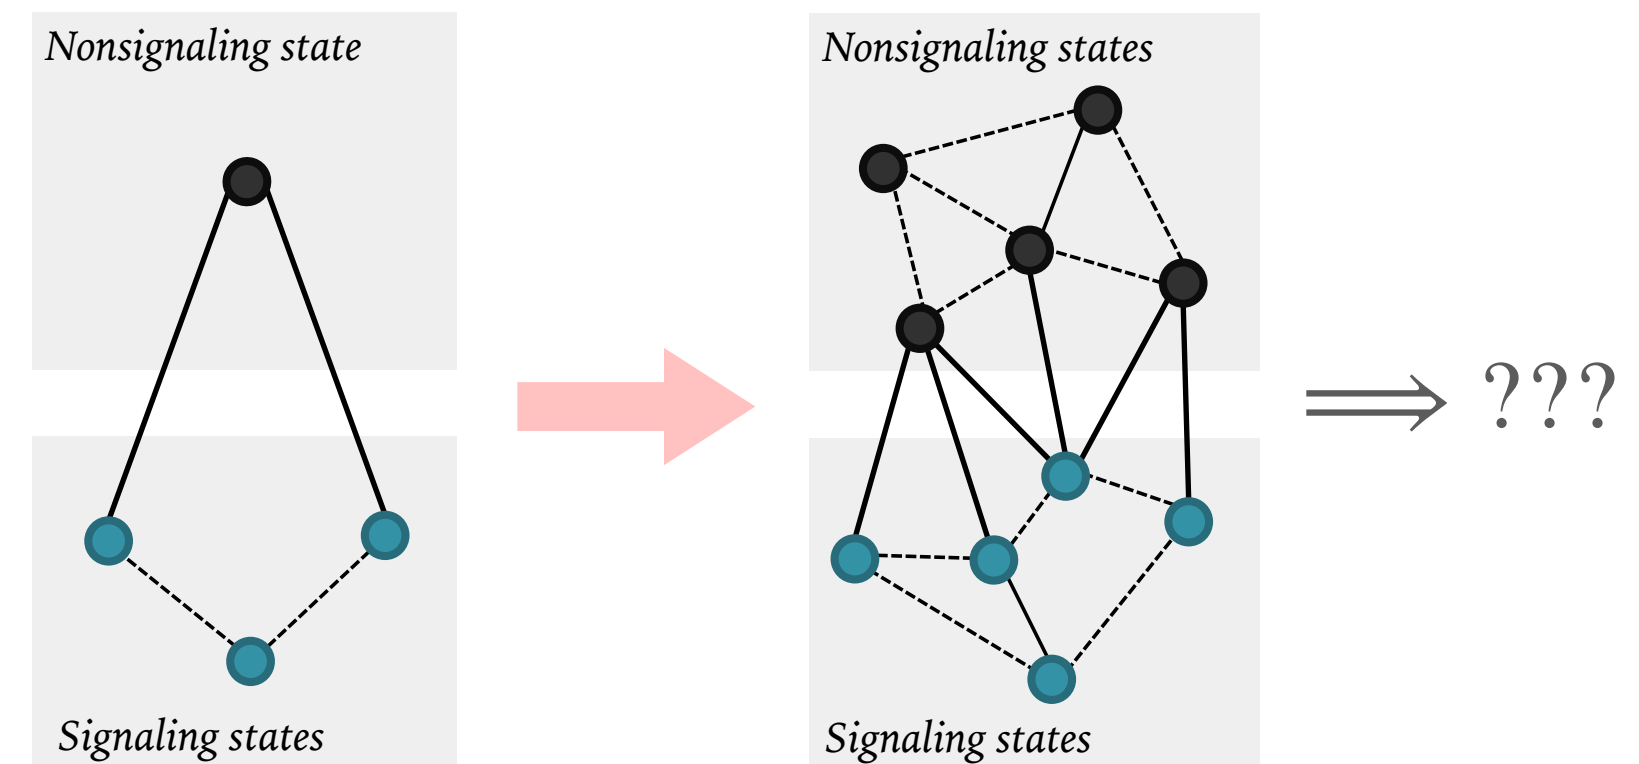 Nonsignaling state
Signaling states
Nonsignaling states
Signaling states
???